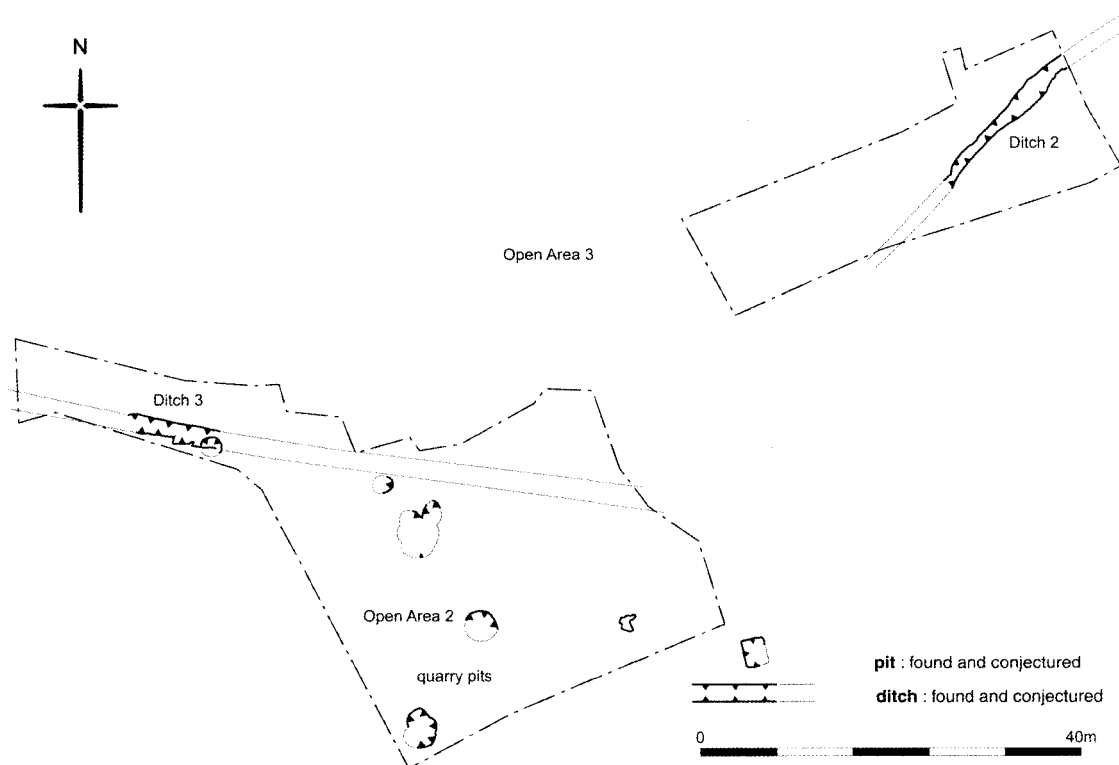 N
Ditch 2
Open Area 3
Ditch 3
Open Area 2
quarry pits
pit : found and conjectured
ditch : found and conjectured
0 40m